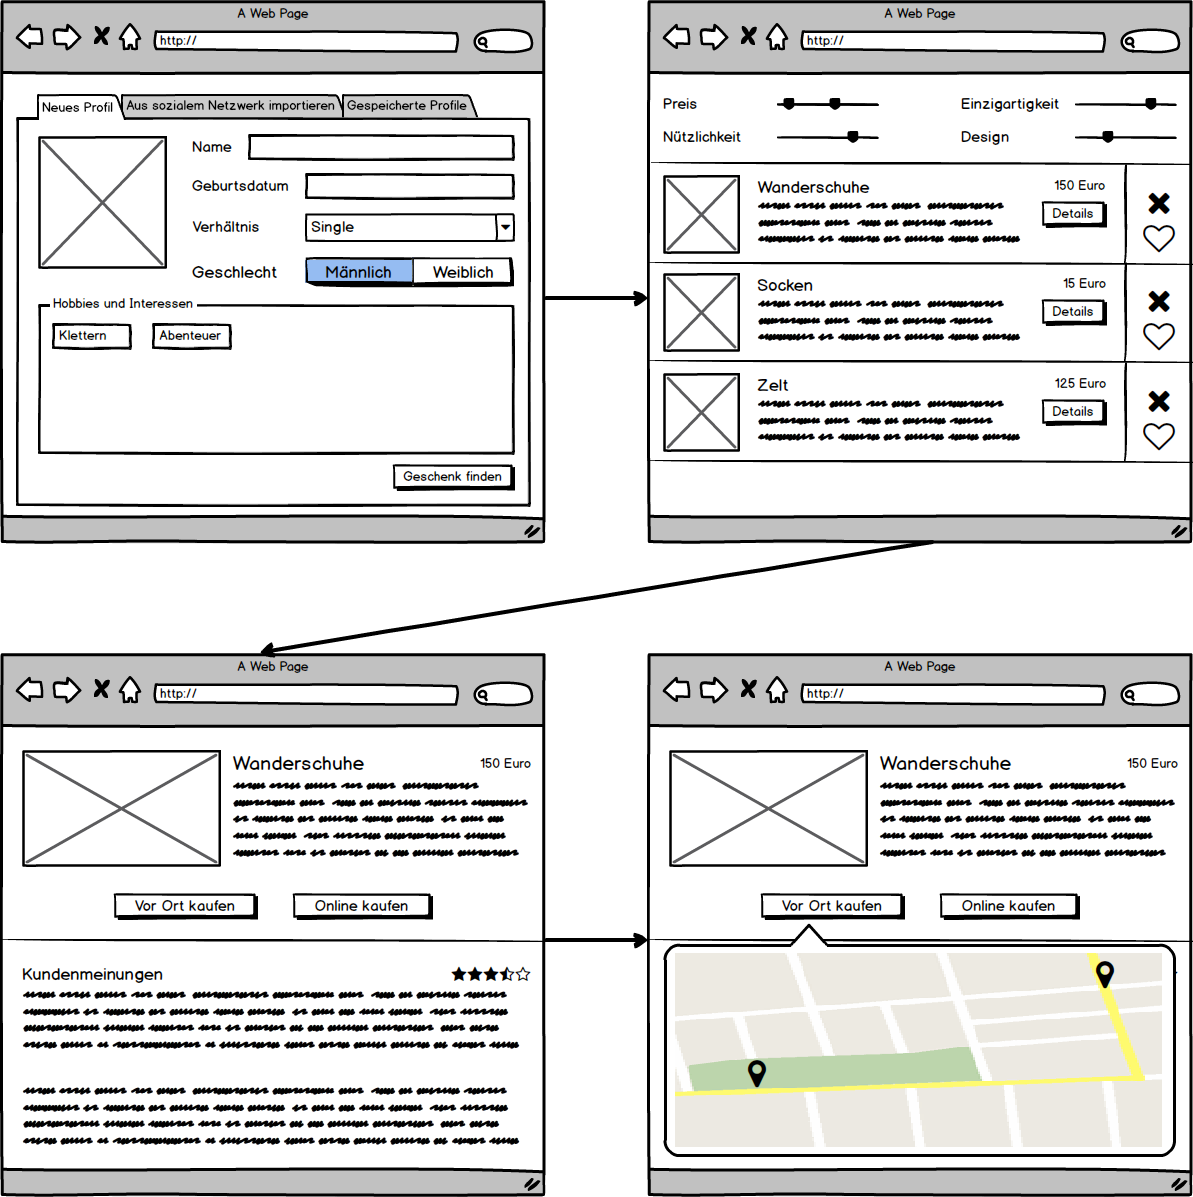 A Web Page
http://
Neues Profil
Aus sozialem Netzwerk importieren
Gespeicherte Profile
Name
Geburtsdatum
Verhältnis
Single
Geschlecht
Männlich
Weiblich
Hobbies und Interessen
Klettern
Abenteuer
Geschenk finden
A Web Page
http://
Preis
Einzigartigkeit
Nützlichkeit
Design
Wanderschuhe
150 Euro
Details
Socken
15 Euro
Details
Zelt
125 Euro
Details
A Web Page
http://
Wanderschuhe
150 Euro
Vor Ort kaufen
Online kaufen
Kundenmeinungen
A Web Page
http://
Wanderschuhe
150 Euro
Vor Ort kaufen
Online kaufen